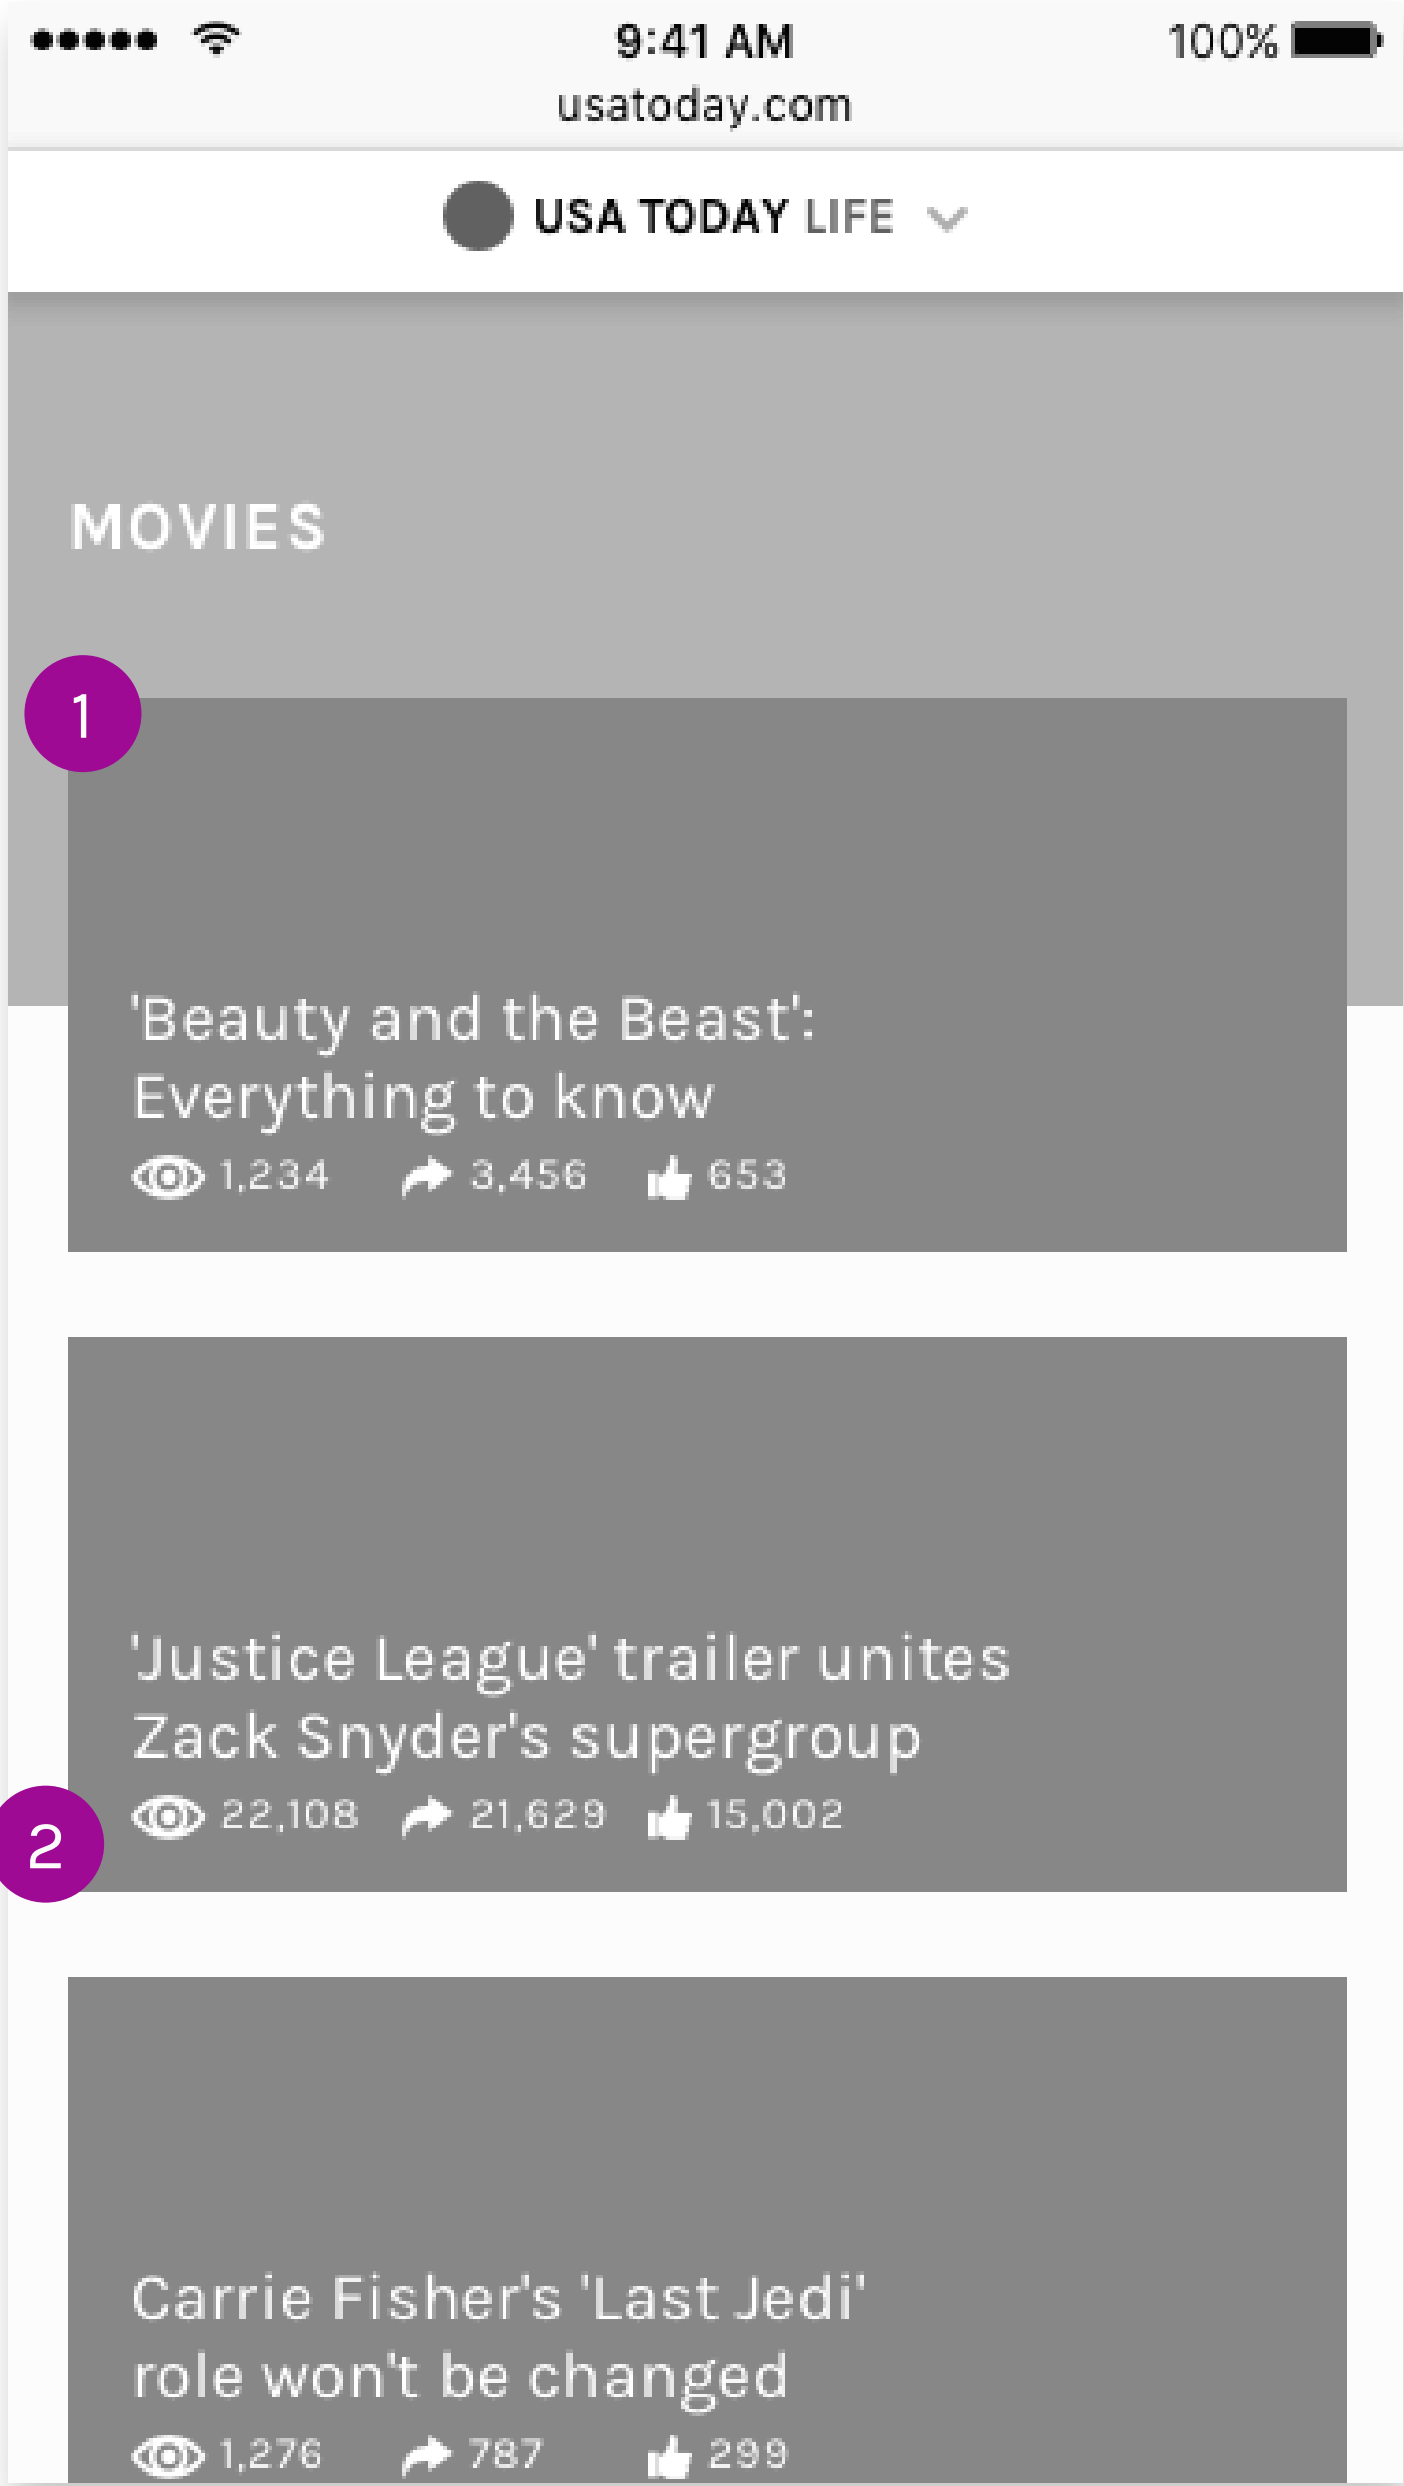 9:41 AM
100%
usatoday.com
USA TODAY LIFE
MOVIES
1
'Beauty and the Beast':
Everything to know
1,234 3,456 653
'Justice League' trailer unites
Zack Snyder's supergroup
22,108 21,629 15,002
2
Carrie Fisher's 'Last Jedi'
role won't be changed
1,276 787 299